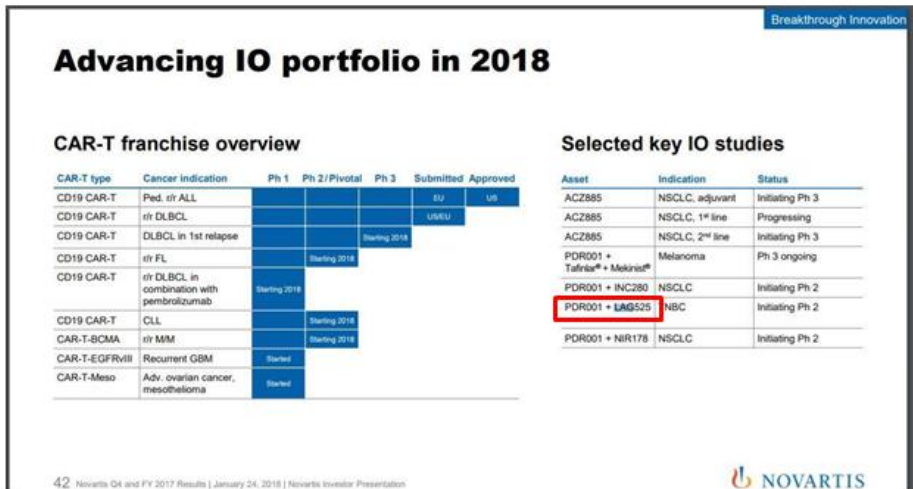 Breakthrough Innovation
Advancing IO portfolio in 2018
CAR-T franchise overview
CAR-T type Cancer indication Ph 1 Ph 2/Pivotal Ph 3 Submitted Approved
CD19 CAR-T Ped. r/r ALL EU US
CD19 CAR-T r/r DLBCL US/EU
CD19 CAR-T DLBCL in 1st relapse Starting 2018
CD19 CAR-T r/r FL Starting 2018
CD19 CAR-T r/r DLBCL in
combination with
pembrolizumab
Starting 2018
CD19 CAR-T CLL Starting 2018
CAR-T-BCMA r/r M/M Starting 2018
CAR-T-EGFRvIII Recurrent GBM Started
CAR-T-Meso Adv. ovarian cancer,
mesothelioma
Started
Selected key IO studies
Asset Indication Status
ACZ885 NSCLC, adjuvant Initiating Ph 3
ACZ885 NSCLC, 1st line Progressing
ACZ885 NSCLC, 2nd line Initiating Ph 3
PDR001 + Melanoma Ph 3 ongoing
Tafinlar® + Mekinist®
PDR001 + INC280 NSCLC Initiating Ph 2
PDR001 + LAG525 NBC Initiating Ph 2
PDR001 + NIR178 NSCLC Initiating Ph 2
42 Novartis Q4 and FY 2017 Results | January 24, 2018 | Novartis Investor Presentation
NOVARTIS